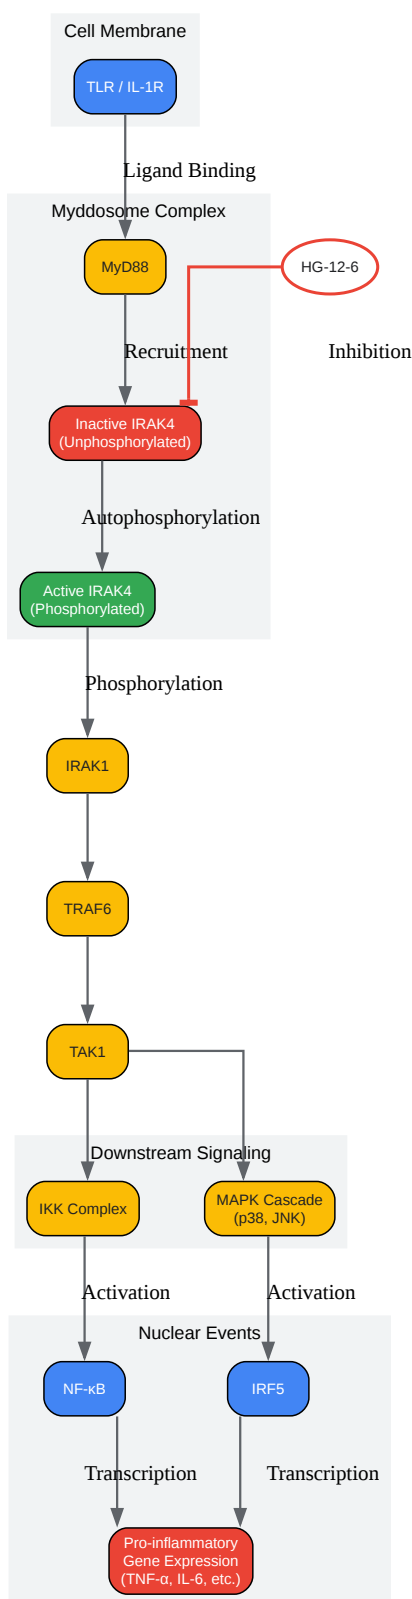 Cell Membrane
TLR / IL-1R
Ligand Binding
Myddosome Complex
MyD88
HG-12-6
Recruitment
Inhibition
Inactive IRAK4
(Unphosphorylated)
Autophosphorylation
Active IRAK4
(Phosphorylated)
Phosphorylation
IRAK1
TRAF6
TAK1
Downstream Signaling
IKK Complex
MAPK Cascade
(p38, JNK)
Activation
Activation
Nuclear Events
NF-κB
IRF5
Transcription
Transcription
Pro-inflammatory
Gene Expression
(TNF-α, IL-6, etc.)